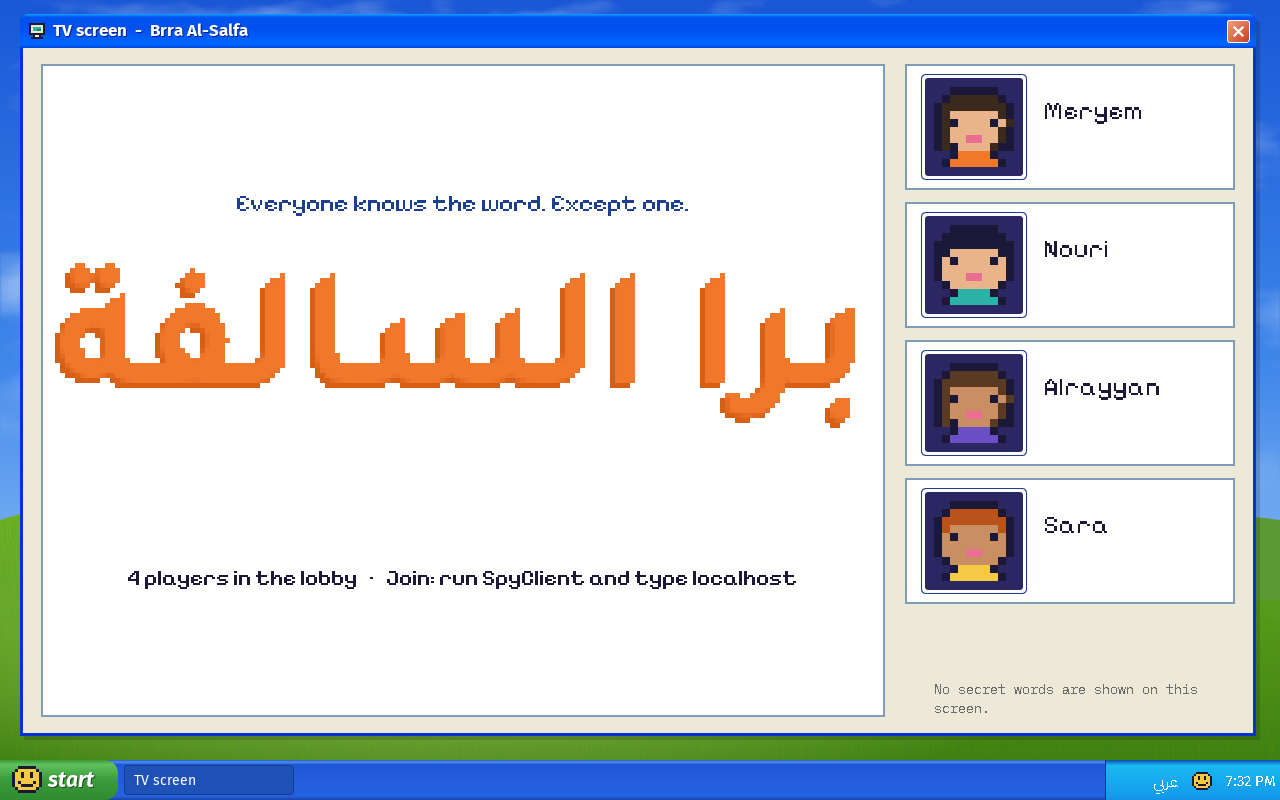 TV screen - Brra Al-Salfa
Everyone knows the word. Except one.
برا السالفة
4 players in the lobby · Join: run SpyClient and type localhost
Meryem
Nouri
Alrayyan
Sara
No secret words are shown on this
screen.
start
TV screen
عربي
7:32 PM